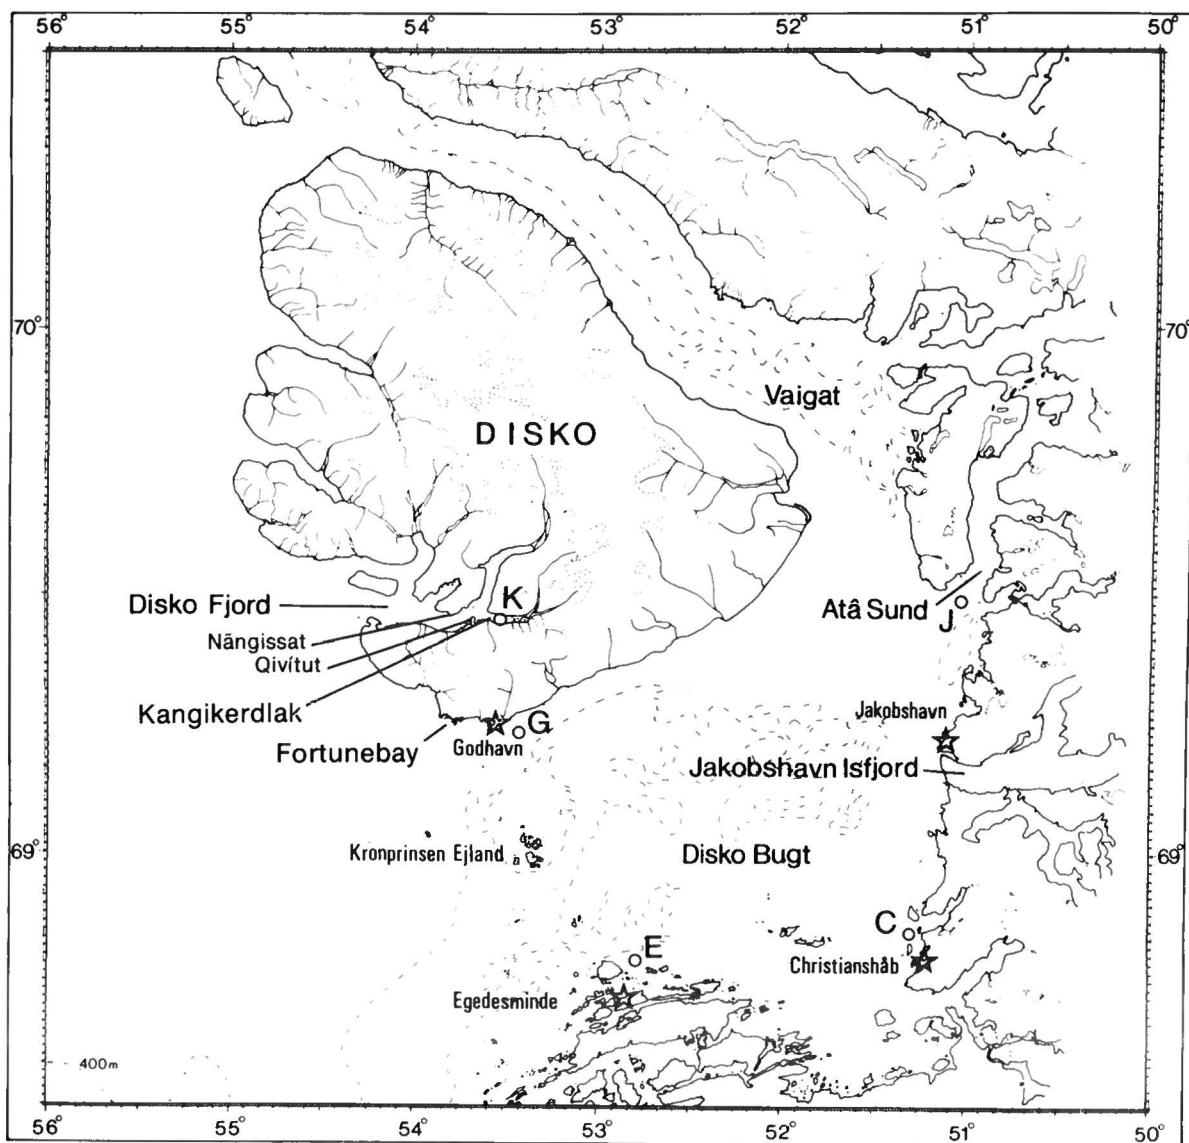 56° 55° 54° 53° 52° 51° 50°
70° 70°
Vaigat
DISKO
K
Disko Fjord
Atâ Sund
J
Nãngissat
Qivítut
Kangikerdlak
Jakobshavn
G
Fortunebay
Godhavn
Jakobshavn Isfjord
69° 69°
Kronprinsen Ejland
Disko Bugt
C
E
Christianshåb
Egedesminde
400m
56° 55° 54° 53° 52° 51° 50°